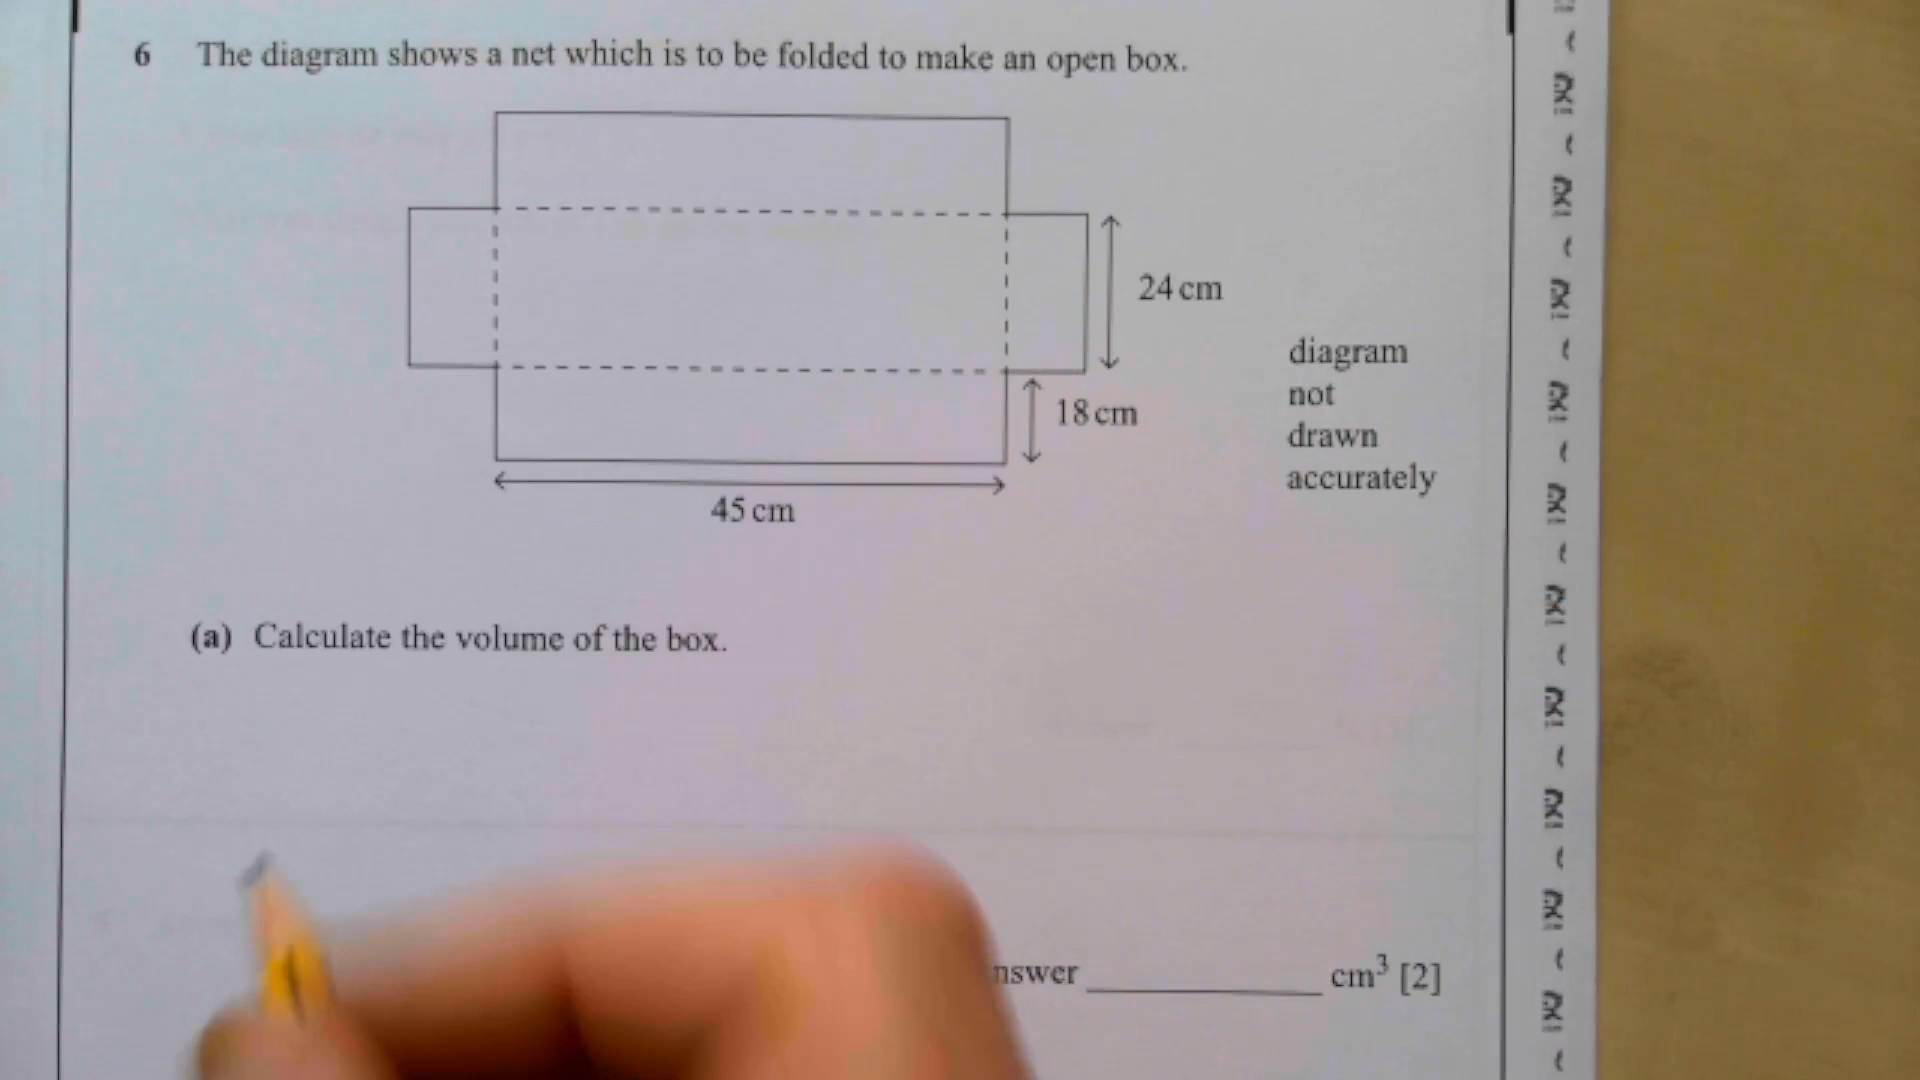 6 The diagram shows a net which is to be folded to make an open box.
24 cm
18 cm
45 cm
diagram
not
drawn
accurately
(a) Calculate the volume of the box.
nswer cm³ [2]